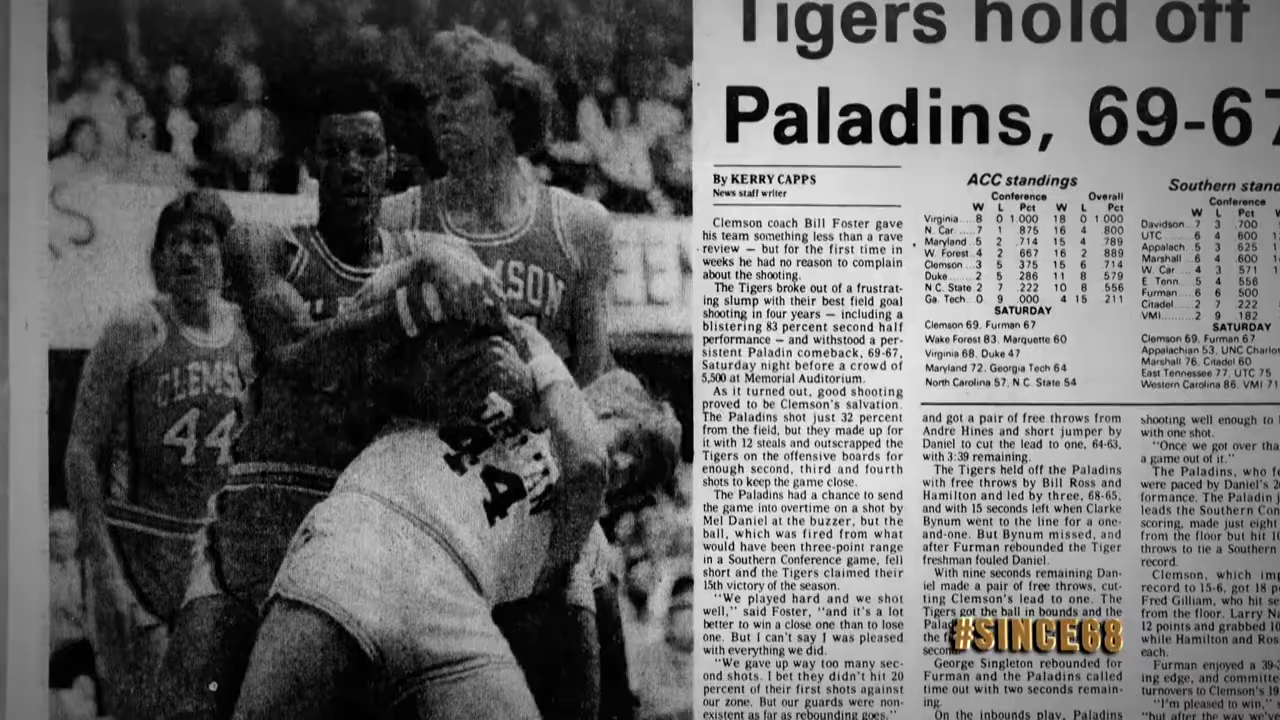 Tigers hold off
Paladins, 69-67
By KERRY CAPPS
News staff writer
Clemson coach Bill Foster gave
his team something less than a rave
review — but for the first time in
weeks he had no reason to complain
about the shooting.
The Tigers broke out of a frustrat-
ing slump with their best field goal
shooting in four years — including a
blistering 83 percent second half
performance — and withstood a per-
sistent Paladin comeback, 69-67,
Saturday night before a crowd of
5,500 at Memorial Auditorium.
As it turned out, good shooting
proved to be Clemson's salvation.
The Paladins shot just 32 percent
from the field, but they made up for
it with 12 steals and outscrapped the
Tigers on the offensive boards for
enough second, third and fourth
shots to keep the game close.
The Paladins had a chance to send
the game into overtime on a shot by
Mel Daniel at the buzzer, but the
ball, which was fired from what
would have been three-point range
in a Southern Conference game, fell
short and the Tigers claimed their
15th victory of the season.
"We played hard and we shot
well," said Foster, "and it's a lot
better to win a close one than to lose
one. But I can't say I was pleased
with everything we did.
"We gave up way too many sec-
ond shots. I bet they didn't hit 20
percent of their first shots against
our zone. But our guards were non-
existent as far as rebounding goes."
ACC standings
Conference Overall
W L Pct W L Pct
Virginia 8 0 1.000 18 0 1.000
N. Car. 7 1 .875 16 4 .800
Maryland 5 2 .714 15 4 .789
W. Forest 4 2 .667 16 2 .889
Clemson 3 5 .375 15 6 .714
Duke 2 5 .286 11 8 .579
N.C. State 2 7 .222 10 8 .556
Ga. Tech 0 9 .000 4 15 .211
SATURDAY
Clemson 69, Furman 67
Wake Forest 83, Marquette 60
Virginia 68, Duke 47
Maryland 72, Georgia Tech 64
North Carolina 57, N.C. State 54
and got a pair of free throws from
Andre Hines and short jumper by
Daniel to cut the lead to one, 64-63,
with 3:39 remaining.
The Tigers held off the Paladins
with free throws by Bill Ross and
Hamilton and led by three, 68-65,
and with 15 seconds left when Clarke
Bynum went to the line for a one-
and-one. But Bynum missed, and
after Furman rebounded the Tiger
freshman fouled Daniel.
With nine seconds remaining Dan-
iel made a pair of free throws, cut-
ting Clemson's lead to one. The
Tigers got the ball in bounds and the
the
George Singleton rebounded for
Furman and the Paladins called
time out with two seconds remain-
ing.
On the inbounds play, Paladins
Southern stand
Conference
W L Pct
Davidson 7 3 .700
UTC 6 4 .600
Appalach. 5 3 .625
Marshall 6 4 .600
W. Car. 4 3 .571
E. Tenn. 5 4 .556
Furman 6 6 .500
Citadel 2 7 .222
VMI 2 9 .182
SATURDAY
Clemson 69, Furman 67
Appalachian 53, UNC Charlot
Marshall 76, Citadel 60
East Tennessee 77, UTC 75
Western Carolina 86, VMI 71
shooting well enough to
with one shot.
"Once we got over tha
a game out of it."
The Paladins, who
were paced by Daniel's
formance. The Paladin
leads the Southern Con
scoring, made just eight
from the floor but hit
throws to tie a Southern
record.
Clemson, which imp
record to 15-6, got 18
Fred Gilliam, who hit
from the floor. Larry
12 points and grabbed 10
while Hamilton and Ros
each.
Furman enjoyed a 39-
ing edge, and committe
turnovers to Clemson's 19
"I'm pleased to win,"
#SINCE68
CLEMS
44
MSON
44